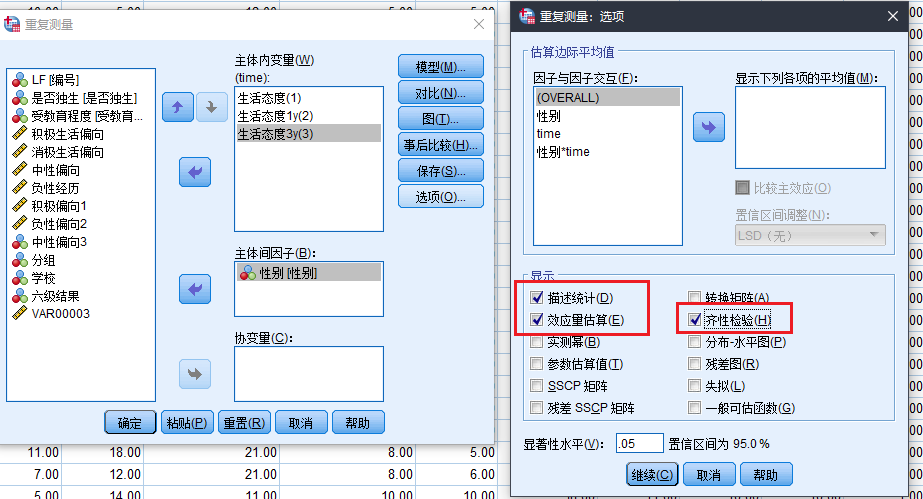 10.00 12.00 5.00 8.00
重复测量
主体内变量(W)
(time):
LF [编号]
是否独生 [是否独生]
受教育程度 [受教育...
积极生活偏向
消极生活偏向
中性偏向
负性经历
积极偏向1
负性偏向2
中性偏向3
分组
学校
六级结果
VAR00003
生活态度(1)
生活态度1y(2)
生活态度3y(3)
模型(M)...
对比(N)...
图(T)...
事后比较(H)...
保存(S)...
选项(O)...
主体间因子(B):
性别 [性别]
协变量(C):
确定
粘贴(P)
重置(R)
取消
帮助
11.00 18.00 21.00 8.00 5.00
7.00 12.00 21.00 8.00 6.00
5.00 14.00 11.00 10.00 10.00
重复测量:选项
估算边际平均值
因子与因子交互(F):
(OVERALL)
性别
time
性别*time
显示下列各项的平均值(M):
比较主效应(O)
置信区间调整(N):
LSD(无)
显示
描述统计(D)
转换矩阵(A)
效应量估算(E)
齐性检验(H)
实测幂(B)
分布-水平图(P)
参数估算值(T)
残差图(R)
SSCP 矩阵
失拟(L)
残差 SSCP 矩阵
一般可估函数(G)
显著性水平(V): .05 置信区间为 95.0 %
继续(C)
取消
帮助